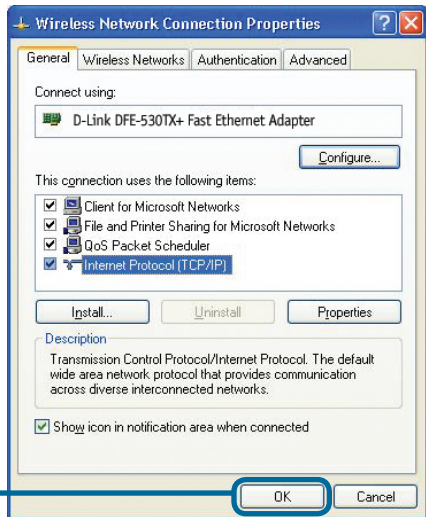 Wireless Network Connection Properties
General Wireless Networks Authentication Advanced
Connect using:
D-Link DFE-530TX+ Fast Ethernet Adapter
Configure...
This connection uses the following items:
Client for Microsoft Networks
File and Printer Sharing for Microsoft Networks
QoS Packet Scheduler
Internet Protocol (TCP/IP)
Install... Uninstall Properties
Description
Transmission Control Protocol/Internet Protocol. The default
wide area network protocol that provides communication
across diverse interconnected networks.
Show icon in notification area when connected
OK Cancel